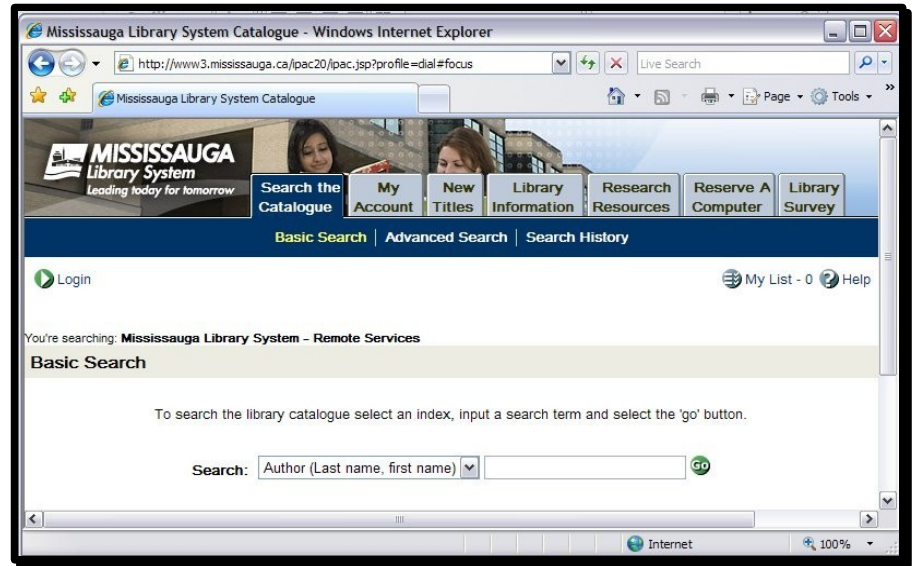 Mississauga Library System Catalogue - Windows Internet Explorer
http://www3.mississauga.ca/ipac20/ipac.jsp?profile=dial#focus
Live Search
Mississauga Library System Catalogue
Page
Tools
»
MISSISSAUGA
Library System
Leading today for tomorrow
Search the Catalogue
My Account
New Titles
Library Information
Research Resources
Reserve A Computer
Library Survey
Basic Search | Advanced Search | Search History
Login
My List - 0
Help
You're searching: Mississauga Library System - Remote Services
Basic Search
To search the library catalogue select an index, input a search term and select the 'go' button.
Search: Author (Last name, first name) GO
Internet
100%